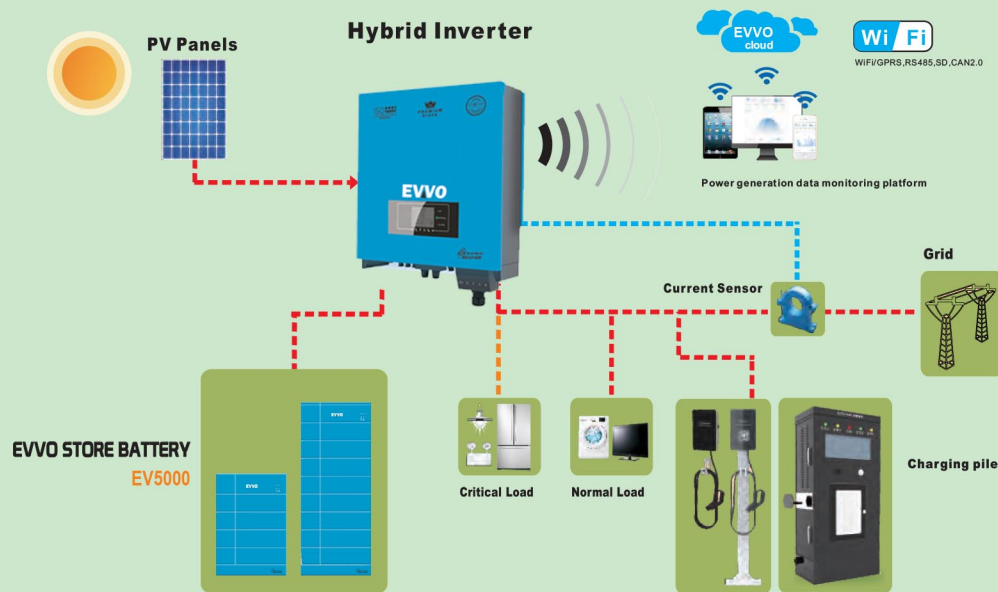 Hybrid Inverter
PV Panels
EVVO
cloud
Wi Fi
WiFi/GPRS,RS485,SD,CAN2.0
PREMIUM
EVVO
Power generation data monitoring platform
Grid
Current Sensor
EVVO STORE BATTERY
EV5000
EVVO
EVVO
Critical Load
Normal Load
Charging pile